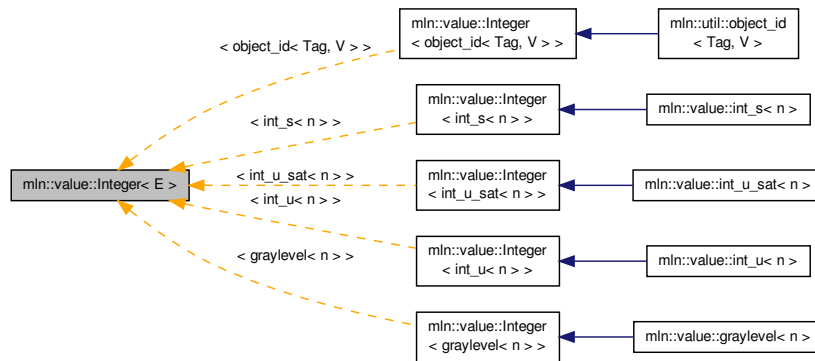 mln::value::Integer
< object_id< Tag, V > >
mln::util::object_id
< Tag, V >
< object_id< Tag, V > >
mln::value::Integer
< int_s< n > >
mln::value::int_s< n >
< int_s< n > >
mln::value::Integer< E >
< int_u_sat< n > >
mln::value::Integer
< int_u_sat< n > >
mln::value::int_u_sat< n >
< int_u< n > >
mln::value::Integer
< int_u< n > >
mln::value::int_u< n >
< graylevel< n > >
mln::value::Integer
< graylevel< n > >
mln::value::graylevel< n >